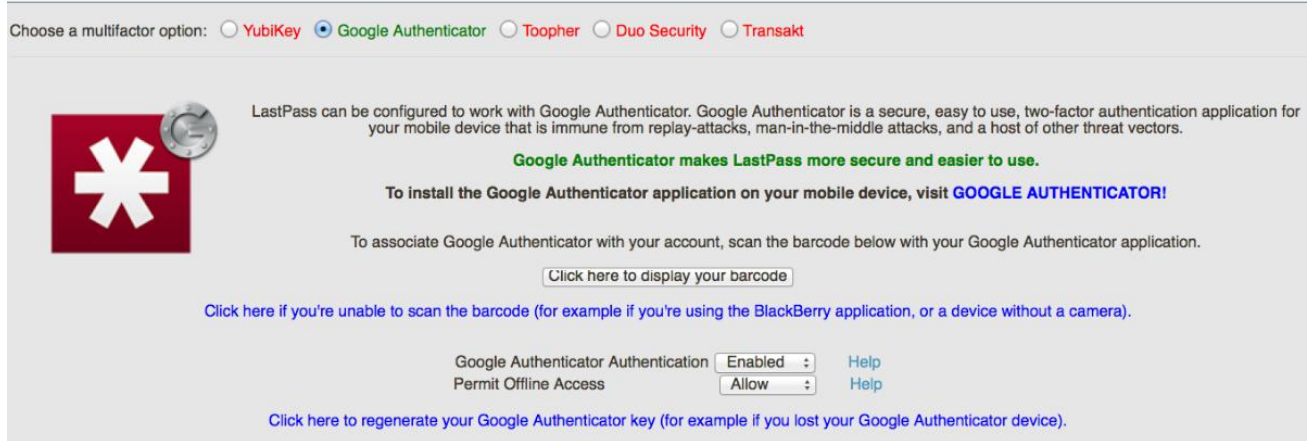 Choose a multifactor option: YubiKey Google Authenticator Toopher Duo Security Transakt
LastPass can be configured to work with Google Authenticator. Google Authenticator is a secure, easy to use, two-factor authentication application for
your mobile device that is immune from replay-attacks, man-in-the-middle attacks, and a host of other threat vectors.
Google Authenticator makes LastPass more secure and easier to use.
To install the Google Authenticator application on your mobile device, visit GOOGLE AUTHENTICATOR!
To associate Google Authenticator with your account, scan the barcode below with your Google Authenticator application.
Click here to display your barcode
Click here if you're unable to scan the barcode (for example if you're using the BlackBerry application, or a device without a camera).
Google Authenticator Authentication Enabled Help
Permit Offline Access Allow Help
Click here to regenerate your Google Authenticator key (for example if you lost your Google Authenticator device).